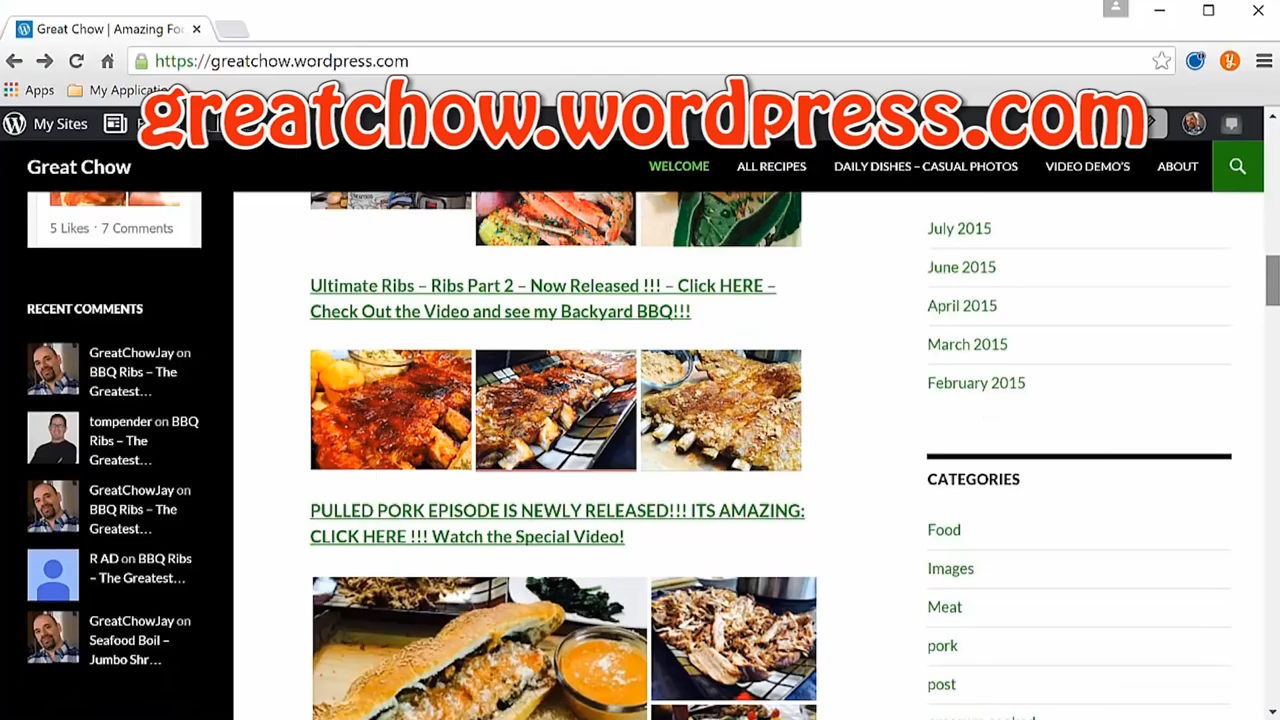 Great Chow | Amazing Foo
https://greatchow.wordpress.com
Apps
My Applicatio
greatchow.wordpress.com
My Sites
Great Chow
WELCOME
ALL RECIPES
DAILY DISHES – CASUAL PHOTOS
VIDEO DEMO'S
ABOUT
5 Likes · 7 Comments
RECENT COMMENTS
GreatChowJay on
BBQ Ribs – The
Greatest…
tompender on BBQ
Ribs – The
Greatest…
GreatChowJay on
BBQ Ribs – The
Greatest…
R AD on BBQ Ribs
– The Greatest…
GreatChowJay on
Seafood Boil –
Jumbo Shr…
Ultimate Ribs – Ribs Part 2 – Now Released !!! – Click HERE –
Check Out the Video and see my Backyard BBQ!!!
PULLED PORK EPISODE IS NEWLY RELEASED!!! ITS AMAZING:
CLICK HERE !!! Watch the Special Video!
July 2015
June 2015
April 2015
March 2015
February 2015
CATEGORIES
Food
Images
Meat
pork
post